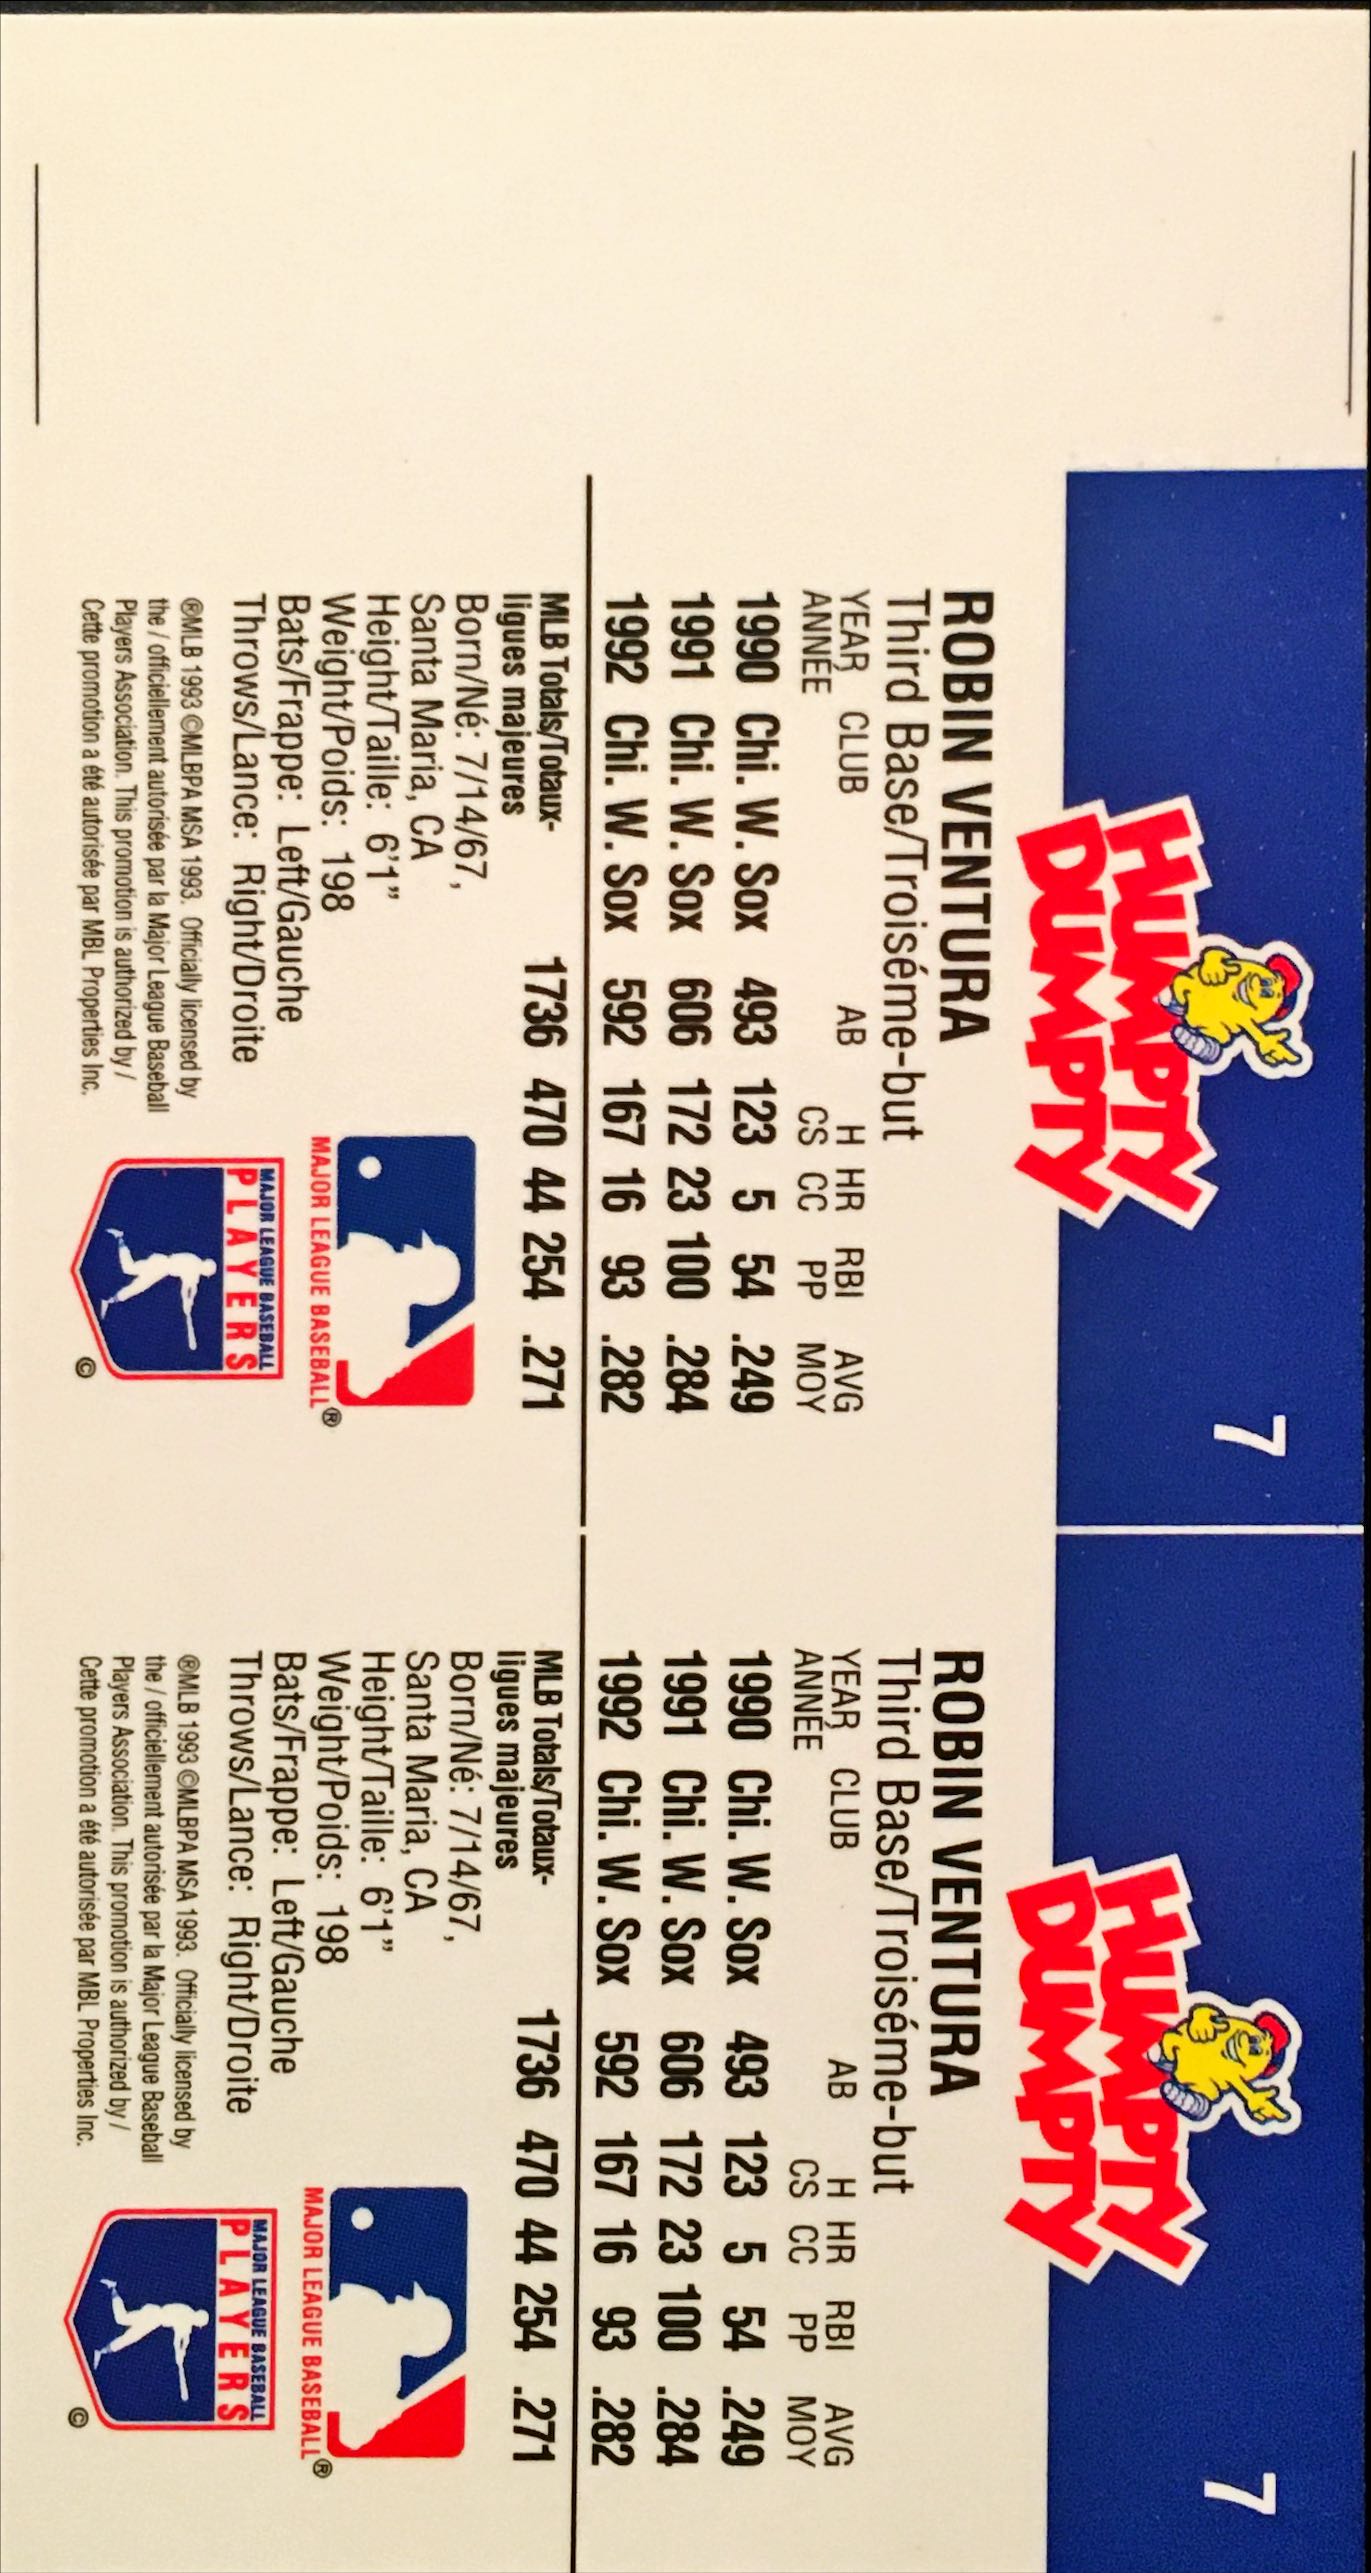 HUMPTY
DUMPTY
7
ROBIN VENTURA
Third Base/Troiséme-but
YEAR CLUB AB H HR RBI AVG
ANNÉE CS CC PP MOY
1990 Chi. W. Sox 493 123 5 54 .249
1991 Chi. W. Sox 606 172 23 100 .284
1992 Chi. W. Sox 592 167 16 93 .282
MLB Totals/Totaux-
ligues majeures 1736 470 44 254 .271
Born/Né: 7/14/67,
Santa Maria, CA
Height/Taille: 6'1"
Weight/Poids: 198
Bats/Frappe: Left/Gauche
Throws/Lance: Right/Droite
®MLB 1993 ©MLBPA MSA 1993. Officially licensed by
the / officiellement autorisée par la Major League Baseball
Players Association. This promotion is authorized by /
Cette promotion a été autorisée par MBL Properties Inc.
MAJOR LEAGUE BASEBALL®
MAJOR LEAGUE BASEBALL
PLAYERS
©
HUMPTY
DUMPTY
7
ROBIN VENTURA
Third Base/Troiséme-but
YEAR CLUB AB H HR RBI AVG
ANNÉE CS CC PP MOY
1990 Chi. W. Sox 493 123 5 54 .249
1991 Chi. W. Sox 606 172 23 100 .284
1992 Chi. W. Sox 592 167 16 93 .282
MLB Totals/Totaux-
ligues majeures 1736 470 44 254 .271
Born/Né: 7/14/67,
Santa Maria, CA
Height/Taille: 6'1"
Weight/Poids: 198
Bats/Frappe: Left/Gauche
Throws/Lance: Right/Droite
®MLB 1993 ©MLBPA MSA 1993. Officially licensed by
the / officiellement autorisée par la Major League Baseball
Players Association. This promotion is authorized by /
Cette promotion a été autorisée par MBL Properties Inc.
MAJOR LEAGUE BASEBALL®
MAJOR LEAGUE BASEBALL
PLAYERS
©